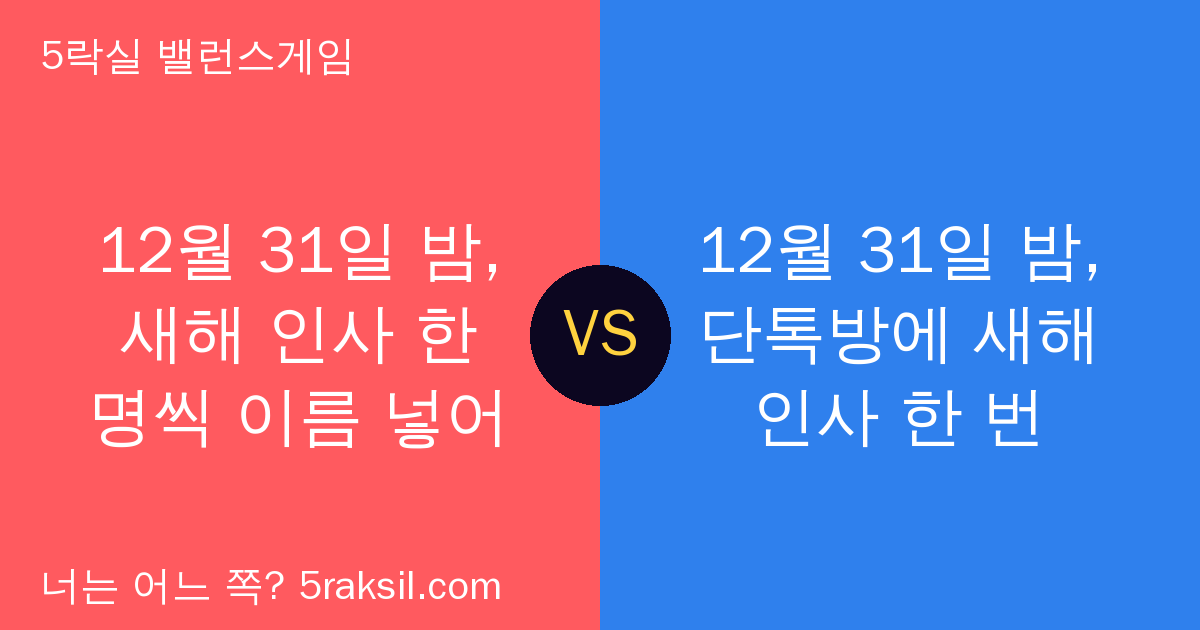 5락실 밸런스게임
12월 31일 밤,
새해 인사 한
명씩 이름 넣어
VS
12월 31일 밤,
단톡방에 새해
인사 한 번
너는 어느 쪽? 5raksil.com